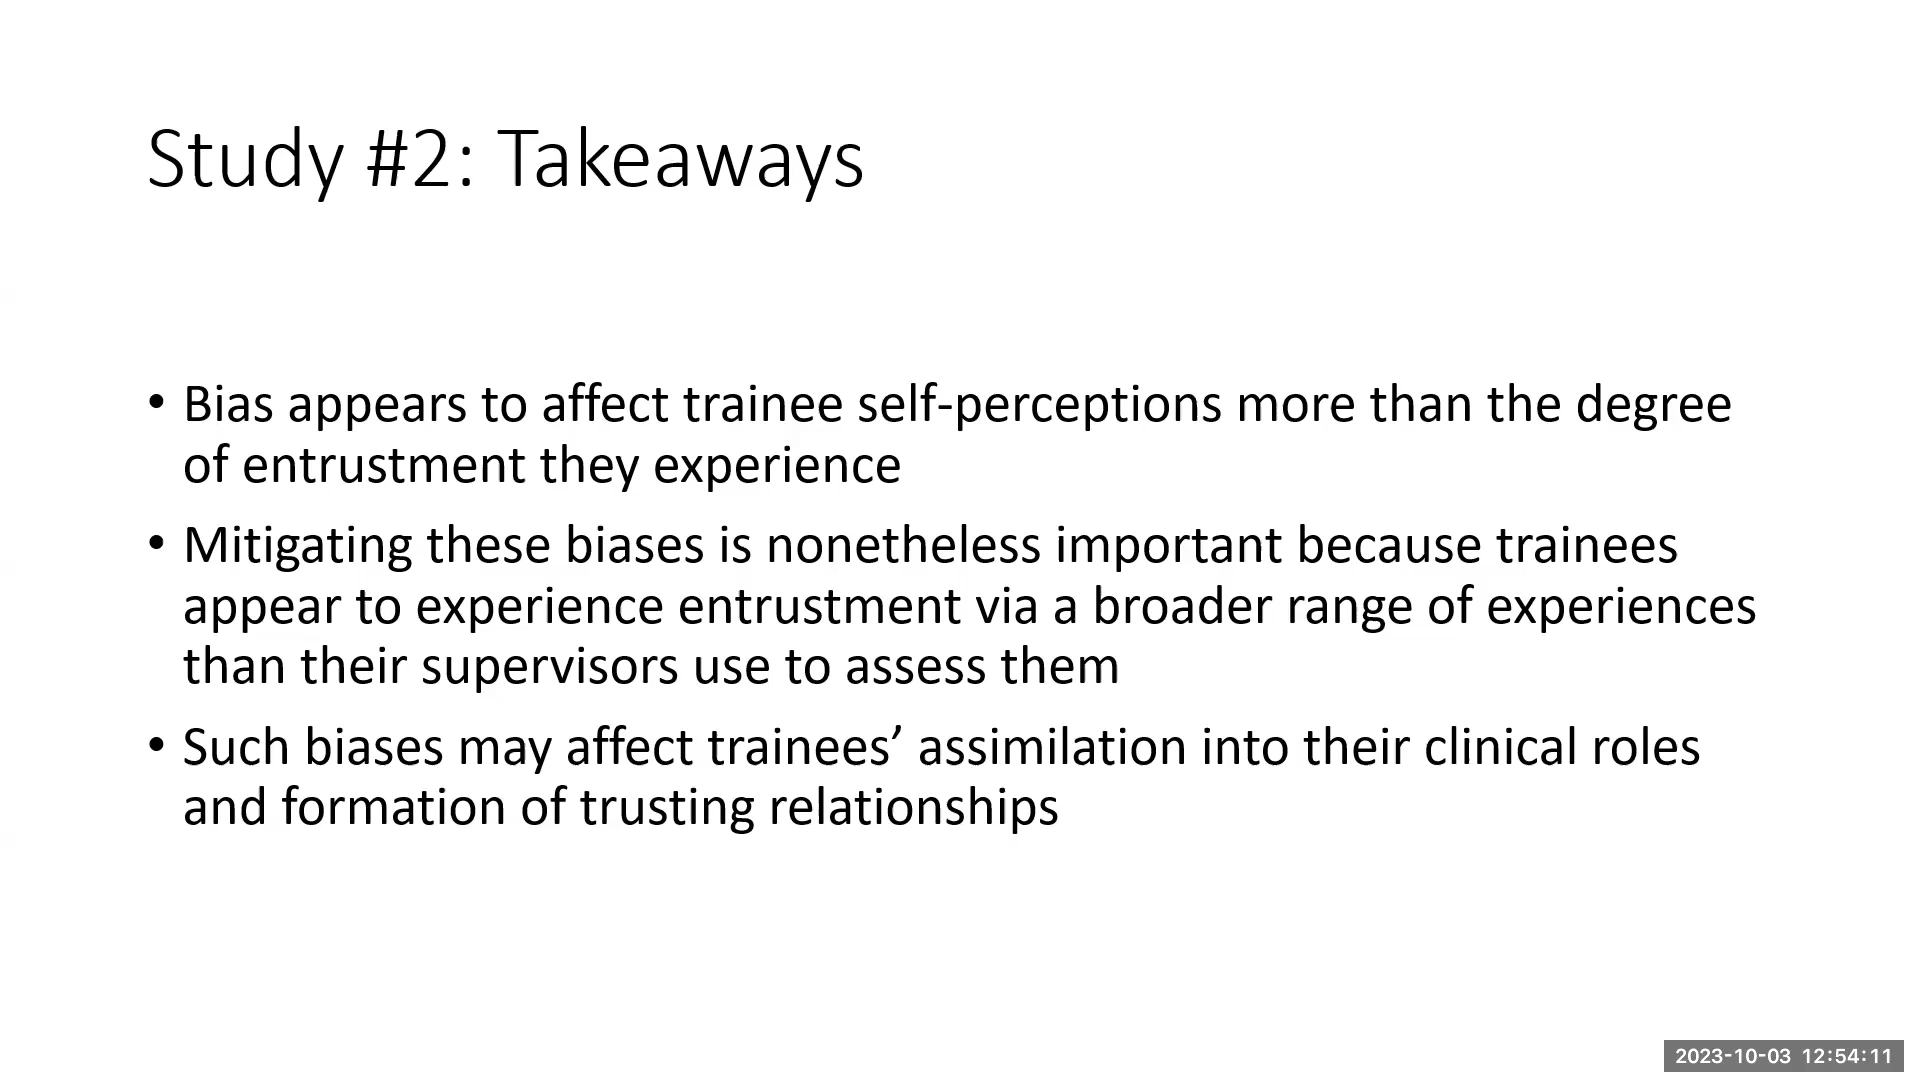 Study #2: Takeaways
• Bias appears to affect trainee self-perceptions more than the degree
of entrustment they experience
• Mitigating these biases is nonetheless important because trainees
appear to experience entrustment via a broader range of experiences
than their supervisors use to assess them
• Such biases may affect trainees’ assimilation into their clinical roles
and formation of trusting relationships
2023-10-03 12:54:11